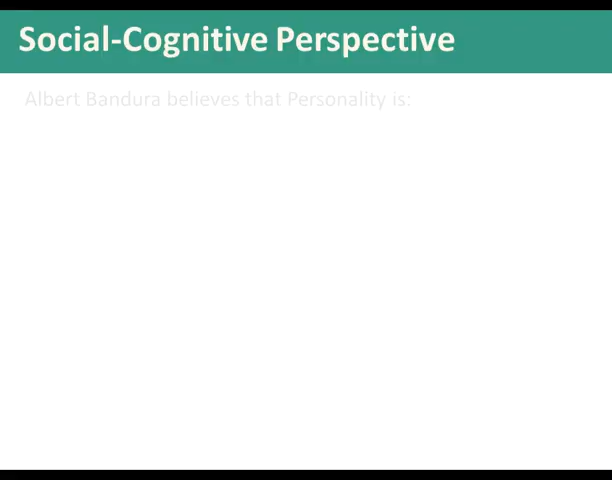 Social-Cognitive Perspective
Albert Bandura believes that Personality is: